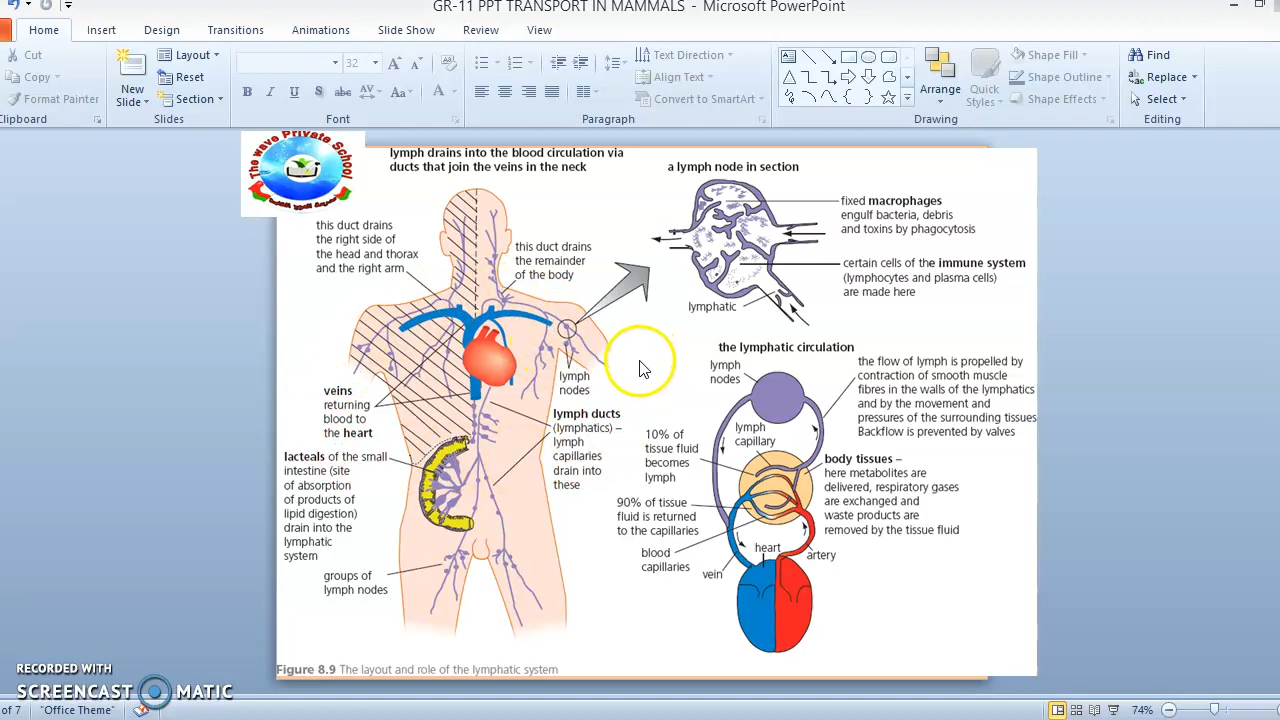 GR-11 PPT TRANSPORT IN MAMMALS - Microsoft PowerPoint
Home Insert Design Transitions Animations Slide Show Review View
Cut
Copy
Format Painter
Clipboard
New
Slide
Layout
Reset
Section
Slides
32
B I U S abc AV Aa A
Font
Text Direction
Align Text
Convert to SmartArt
Paragraph
Arrange
Quick
Styles
Shape Fill
Shape Outline
Shape Effects
Drawing
Find
Replace
Select
Editing
The wave Private School
lymph drains into the blood circulation via
ducts that join the veins in the neck
this duct drains
the right side of
the head and thorax
and the right arm
this duct drains
the remainder
of the body
veins
returning
blood to
the heart
lymph
nodes
lymph ducts
(lymphatics) –
lymph
capillaries
drain into
these
lacteals of the small
intestine (site
of absorption
of products of
lipid digestion)
drain into the
lymphatic
system
groups of
lymph nodes
a lymph node in section
fixed macrophages
engulf bacteria, debris
and toxins by phagocytosis
certain cells of the immune system
(lymphocytes and plasma cells)
are made here
lymphatic
the lymphatic circulation
lymph
nodes
the flow of lymph is propelled by
contraction of smooth muscle
fibres in the walls of the lymphatics
and by the movement and
pressures of the surrounding tissues
Backflow is prevented by valves
lymph
capillary
10% of
tissue fluid
becomes
lymph
body tissues –
here metabolites are
delivered, respiratory gases
are exchanged and
waste products are
removed by the tissue fluid
90% of tissue
fluid is returned
to the capillaries
blood
capillaries
vein
heart
artery
Figure 8.9 The layout and role of the lymphatic system
RECORDED WITH
SCREENCAST MATIC
of 7 "Office Theme" 74%